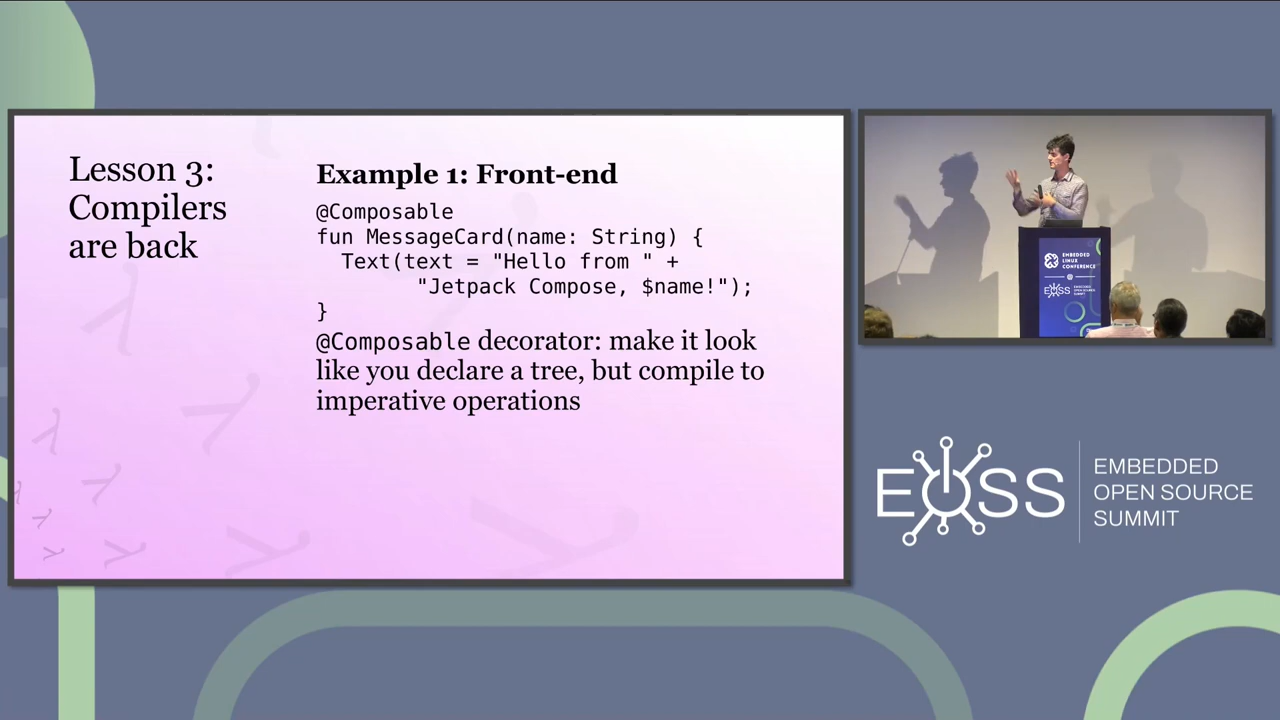 Lesson 3:
Compilers
are back
Example 1: Front-end
@Composable
fun MessageCard(name: String) {
  Text(text = "Hello from " +
        "Jetpack Compose, $name!");
}
@Composable decorator: make it look
like you declare a tree, but compile to
imperative operations
EMBEDDED
LINUX
CONFERENCE
EOSS
EOSS
EMBEDDED
OPEN SOURCE
SUMMIT